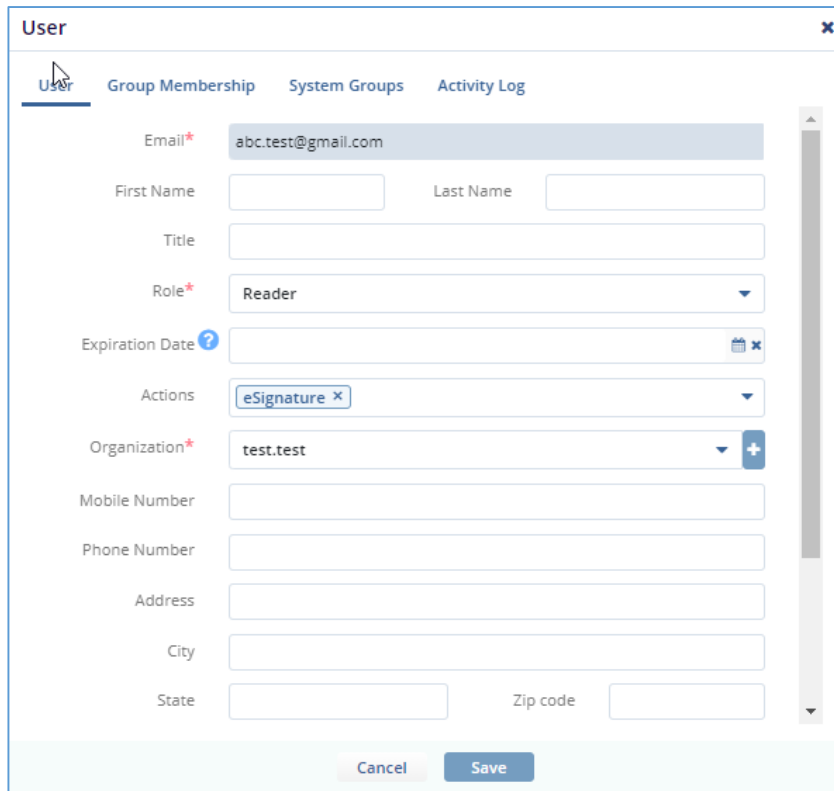 User
User Group Membership System Groups Activity Log
Email* abc.test@gmail.com
First Name Last Name
Title
Role* Reader
Expiration Date ?
Actions eSignature ×
Organization* test.test +
Mobile Number
Phone Number
Address
City
State Zip code
Cancel Save